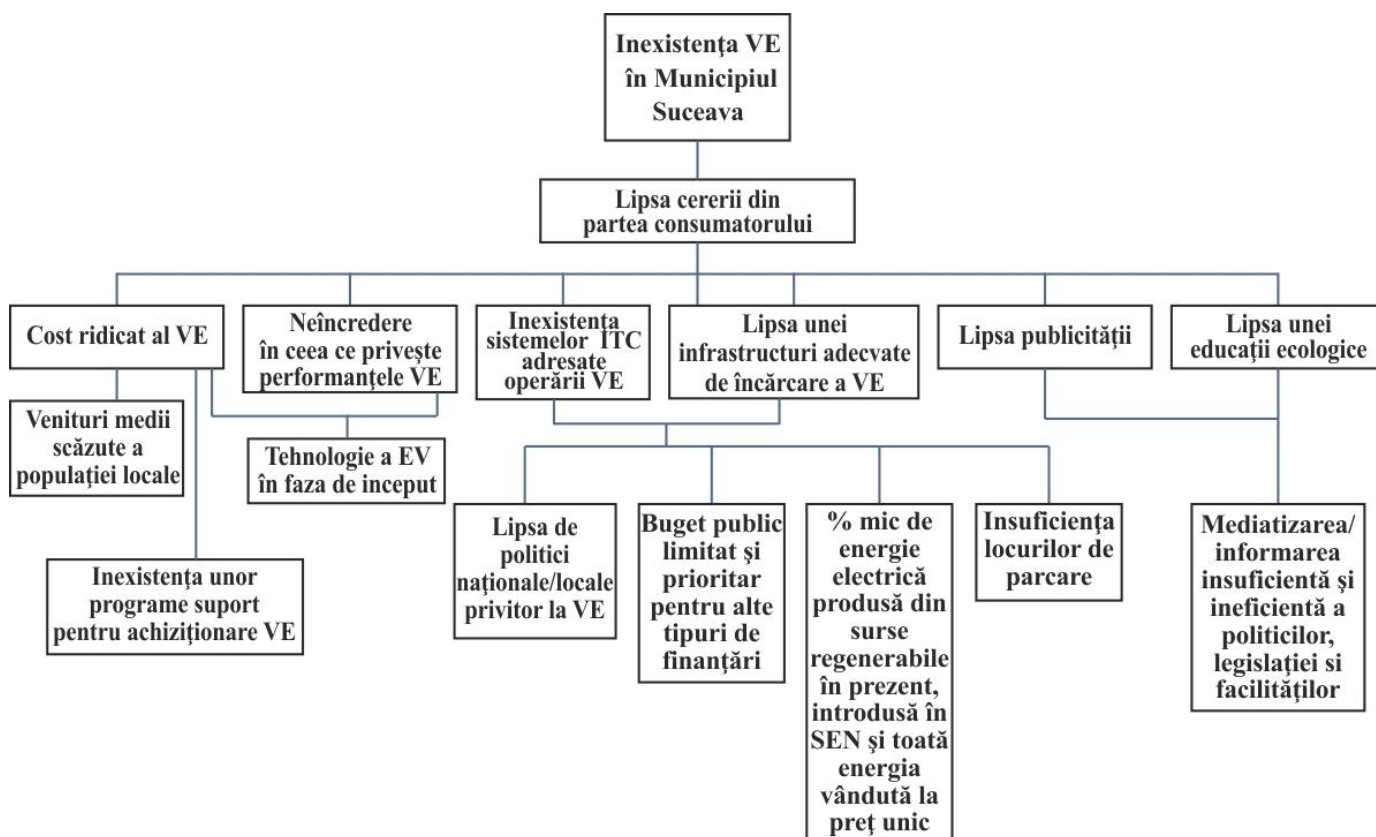 Inexistența VE
în Municipiul
Suceava
Lipsa cererii din
partea consumatorului
Cost ridicat al VE
Neîncredere
în ceea ce privește
performanțele VE
Inexistența
sistemelor ITC
adresate
operării VE
Lipsa unei
infrastructuri adecvate
de încărcare a VE
Lipsa publicității
Lipsa unei
educații ecologice
Venituri medii
scăzute a
populației locale
Tehnologie a EV
în faza de inceput
Inexistența unor
programe suport
pentru achiziționare VE
Lipsa de
politici
naționale/locale
privitor la VE
Buget public
limitat și
prioritar
pentru alte
tipuri de
finanțări
% mic de
energie
electrică
produsă din
surse
regenerabile
în prezent,
introdusă în
SEN și toată
energia
vândută la
preț unic
Insuficiența
locurilor de
parcare
Mediatizarea/
informarea
insuficientă și
ineficientă a
politicilor,
legislației si
facilităților